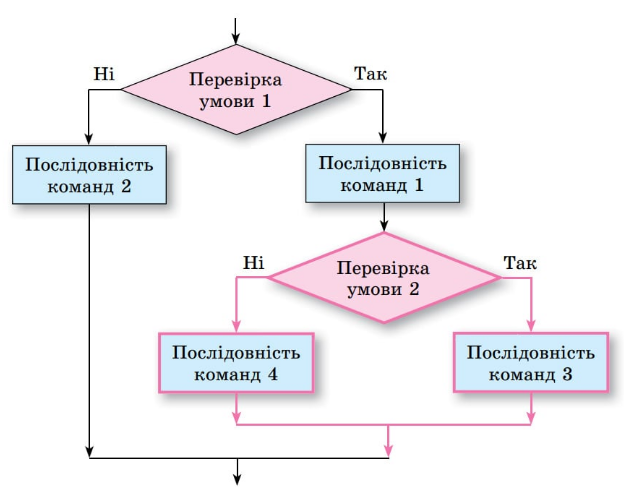 Перевірка
умови 1
Ні
Так
Послідовність
команд 2
Послідовність
команд 1
Перевірка
умови 2
Ні
Так
Послідовність
команд 4
Послідовність
команд 3